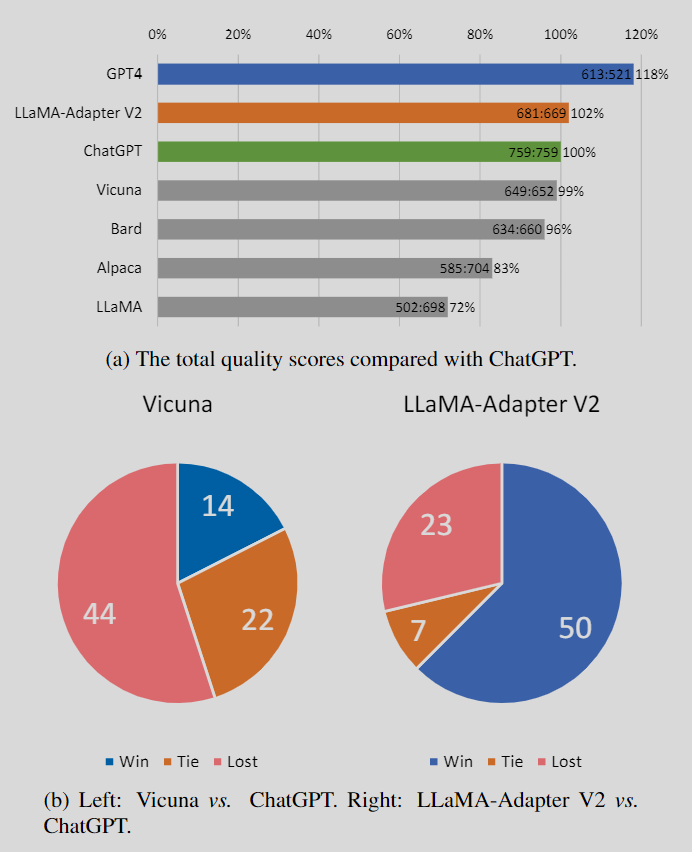 0% 20% 40% 60% 80% 100% 120%
GPT4 613:521 118%
LLaMA-Adapter V2 681:669 102%
ChatGPT 759:759 100%
Vicuna 649:652 99%
Bard 634:660 96%
Alpaca 585:704 83%
LLaMA 502:698 72%
(a) The total quality scores compared with ChatGPT.
Vicuna LLaMA-Adapter V2
14
22
44
23
7
50
Win Tie Lost Win Tie Lost
(b) Left: Vicuna vs. ChatGPT. Right: LLaMA-Adapter V2 vs.
ChatGPT.